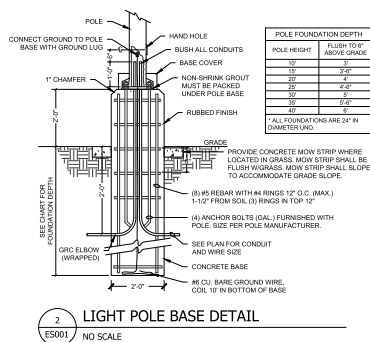 POLE
CONNECT GROUND TO POLE
BASE WITH GROUND LUG
HAND HOLE
BUSH ALL CONDUITS
BASE COVER
1" CHAMFER
NON-SHRINK GROUT
MUST BE PACKED
UNDER POLE BASE
RUBBED FINISH
1'-6"
1'-0"
2'-0"
POLE FOUNDATION DEPTH
POLE HEIGHT
FLUSH TO 6"
ABOVE GRADE
10' 3'
15' 3'-6"
20' 4'
25' 4'-6"
30' 5'
35' 5'-6"
40' 6'
* ALL FOUNDATIONS ARE 24" IN
DIAMETER UNO.
GRADE
PROVIDE CONCRETE MOW STRIP WHERE
LOCATED IN GRASS. MOW STRIP SHALL BE
FLUSH W/GRASS. MOW STRIP SHALL SLOPE
TO ACCOMMODATE GRADE SLOPE.
SEE CHART FOR
FOUNDATION DEPTH
2'-0"
(8) #5 REBAR WITH #4 RINGS 12" O.C. (MAX.)
1-1/2" FROM SOIL (3) RINGS IN TOP 12"
(4) ANCHOR BOLTS (GAL.) FURNISHED WITH
POLE. SIZE PER POLE MANUFACTURER.
GRC ELBOW
(WRAPPED)
SEE PLAN FOR CONDUIT
AND WIRE SIZE
CONCRETE BASE
2'-0"
#6 CU. BARE GROUND WIRE,
COIL 10' IN BOTTOM OF BASE
2
ES001
LIGHT POLE BASE DETAIL
NO SCALE